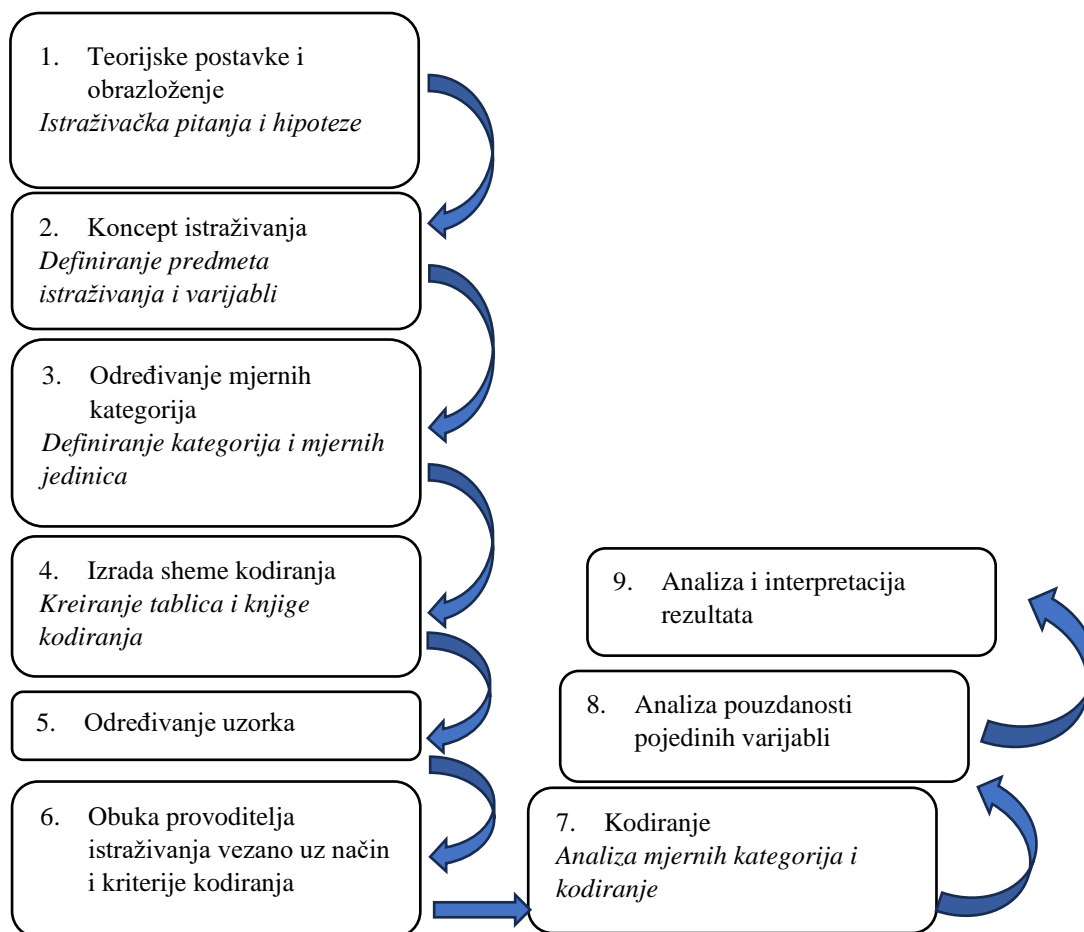 1. Teorijske postavke i
obrazloženje
Istraživačka pitanja i hipoteze
2. Koncept istraživanja
Definiranje predmeta
istraživanja i varijabli
3. Određivanje mjernih
kategorija
Definiranje kategorija i mjernih
jedinica
4. Izrada sheme kodiranja
Kreiranje tablica i knjige
kodiranja
5. Određivanje uzorka
6. Obuka provoditelja
istraživanja vezano uz način
i kriterije kodiranja
7. Kodiranje
Analiza mjernih kategorija i
kodiranje
8. Analiza pouzdanosti
pojedinih varijabli
9. Analiza i interpretacija
rezultata